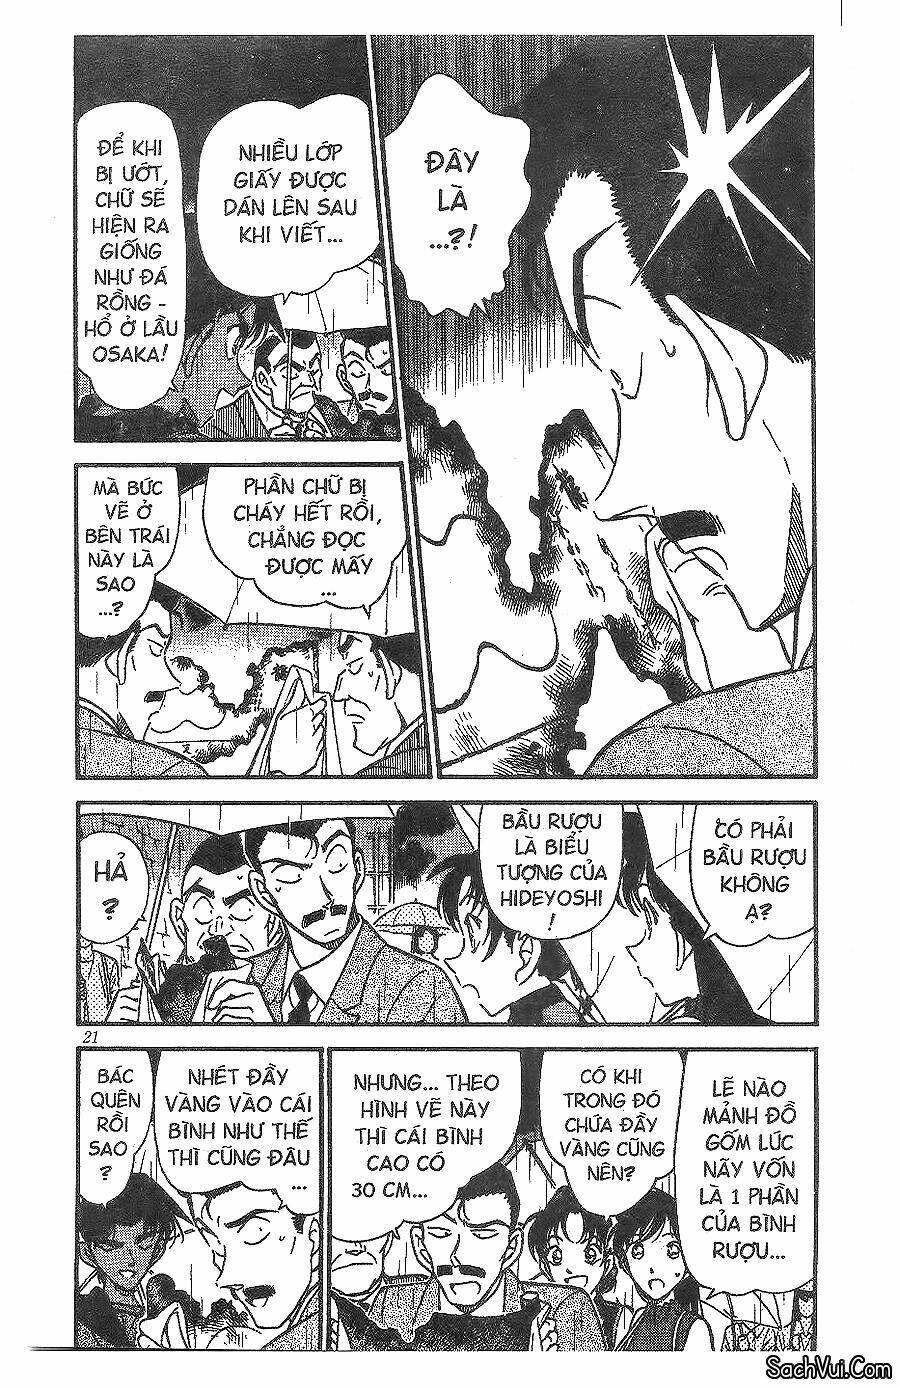 ĐỂ KHI
BỊ ƯỚT,
CHỮ SẼ
HIỆN RA
GIỐNG
NHƯ ĐÁ
RỒNG -
HỔ Ở LẦU
OSAKA!
NHIỀU LỚP
GIẤY ĐƯỢC
DÁN LÊN SAU
KHI VIẾT...
ĐÂY
LÀ
...?!
MÀ BỨC
VẼ Ở
BÊN TRÁI
NÀY LÀ
SAO
...?
PHẦN CHỮ BỊ
CHÁY HẾT RỒI,
CHẲNG ĐỌC
ĐƯỢC MẤY
...
HẢ
?
BẦU RƯỢU
LÀ BIỂU
TƯỢNG CỦA
HIDEYOSHI
!
CÓ PHẢI
BẦU RƯỢU
KHÔNG
Ạ?
21
BÁC
QUÊN
RỒI
SAO
?
NHÉT ĐẦY
VÀNG VÀO CÁI
BÌNH NHƯ THẾ
THÌ CŨNG ĐÂU
...
NHƯNG... THEO
HÌNH VẼ NÀY
THÌ CÁI BÌNH
CAO CÓ
30 CM...
CÓ KHI
TRONG ĐÓ
CHỨA ĐẦY
VÀNG CŨNG
NÊN?
LẼ NÀO
MẢNH ĐỒ
GỐM LÚC
NÃY VỐN
LÀ 1 PHẦN
CỦA BÌNH
RƯỢU...
SachVui.Com